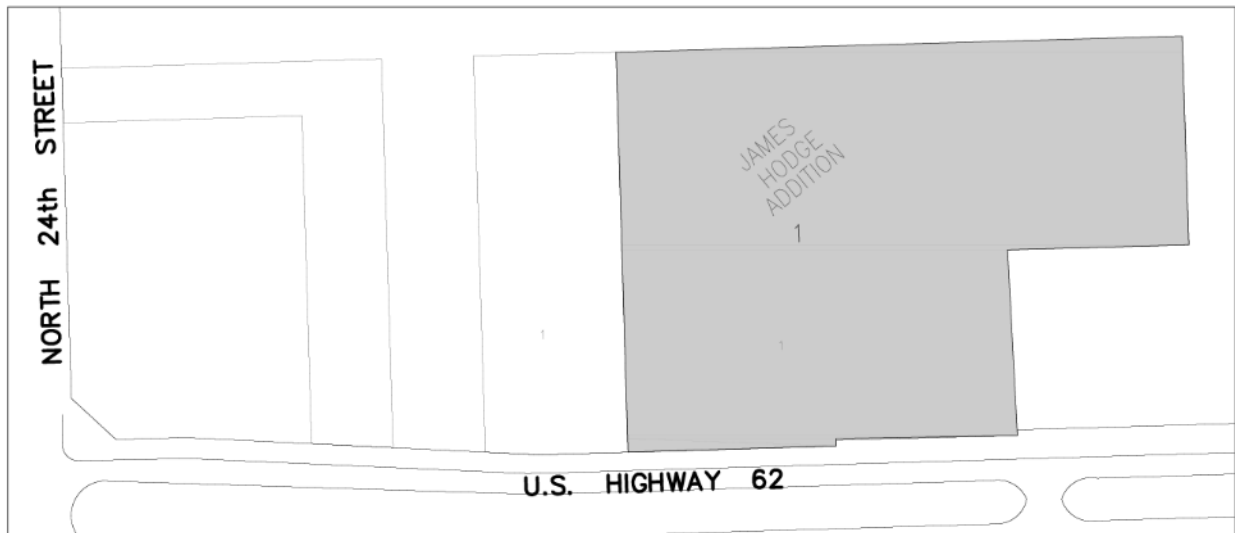 NORTH 24th STREET
JAMES
HODGE
ADDITION
1
1
1
U.S. HIGHWAY 62